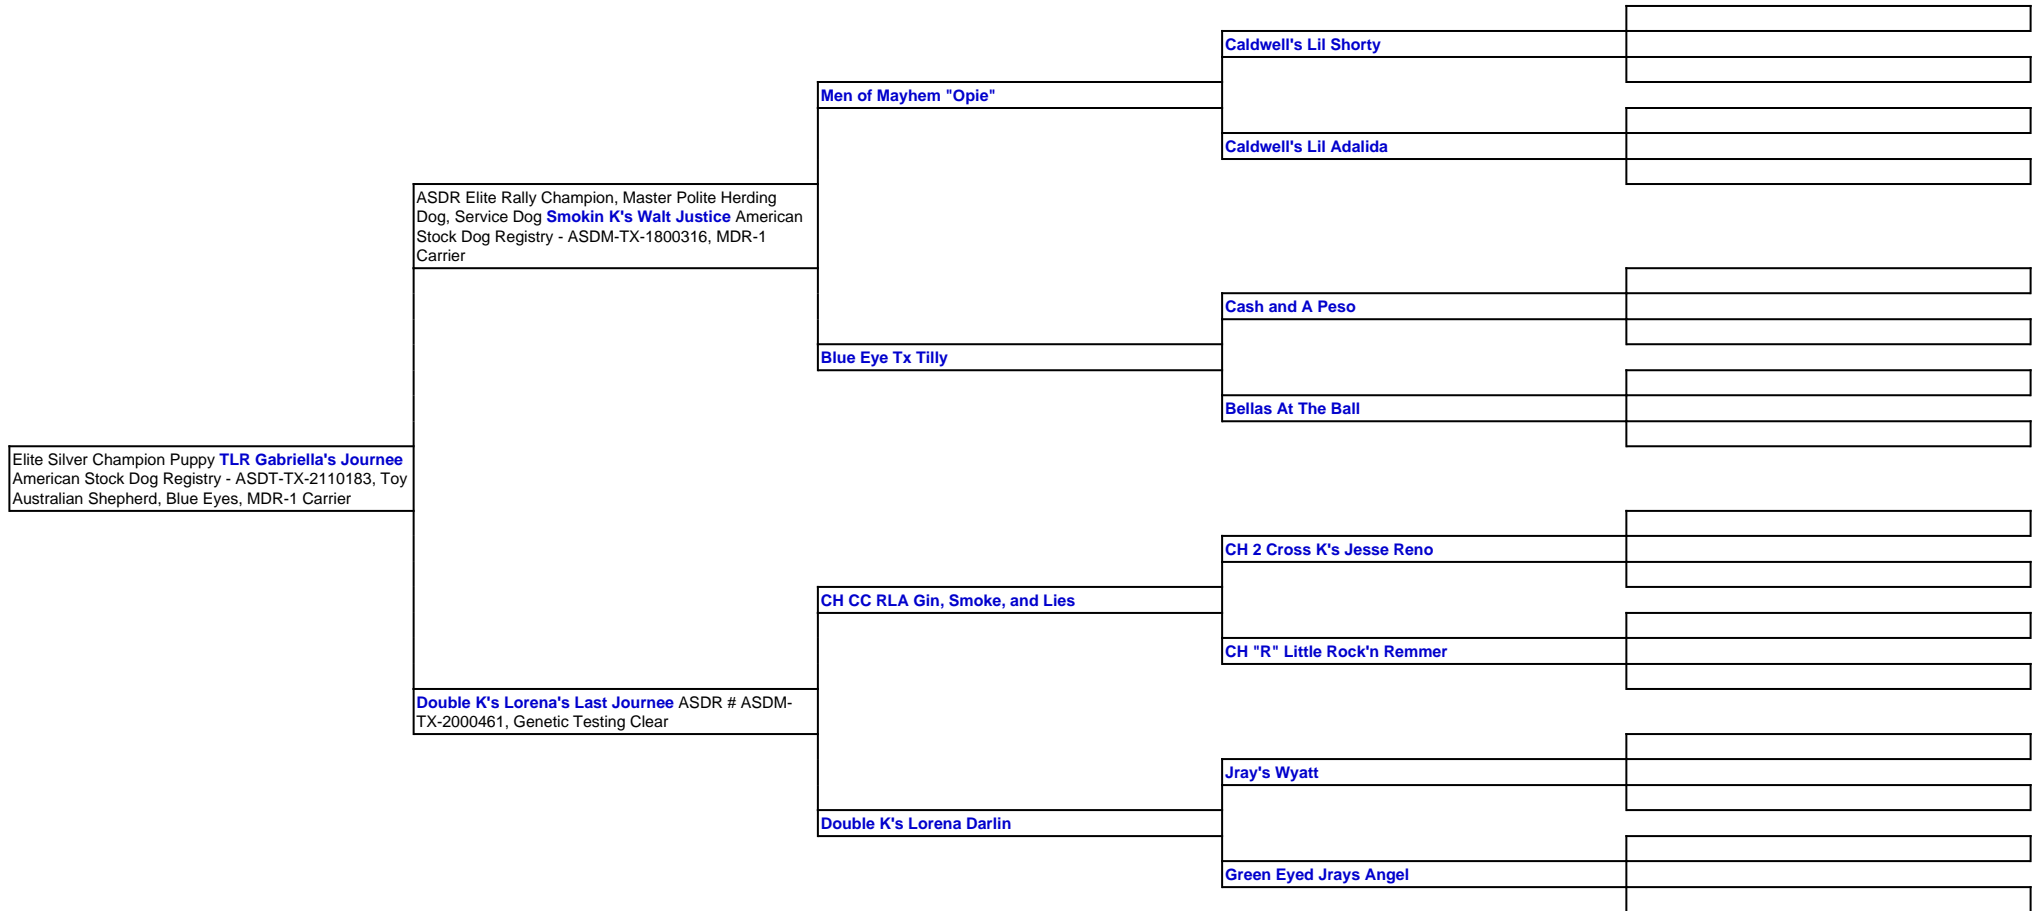 Caldwell's Lil Shorty
Men of Mayhem "Opie"
Caldwell's Lil Adalida
ASDR Elite Rally Champion, Master Polite Herding
Dog, Service Dog Smokin K's Walt Justice American
Stock Dog Registry - ASDM-TX-1800316, MDR-1
Carrier
Cash and A Peso
Blue Eye Tx Tilly
Bellas At The Ball
Elite Silver Champion Puppy TLR Gabriella's Journee
American Stock Dog Registry - ASDT-TX-2110183, Toy
Australian Shepherd, Blue Eyes, MDR-1 Carrier
CH 2 Cross K's Jesse Reno
CH CC RLA Gin, Smoke, and Lies
CH "R" Little Rock'n Remmer
Double K's Lorena's Last Journee ASDR # ASDM-
TX-2000461, Genetic Testing Clear
Jray's Wyatt
Double K's Lorena Darlin
Green Eyed Jrays Angel